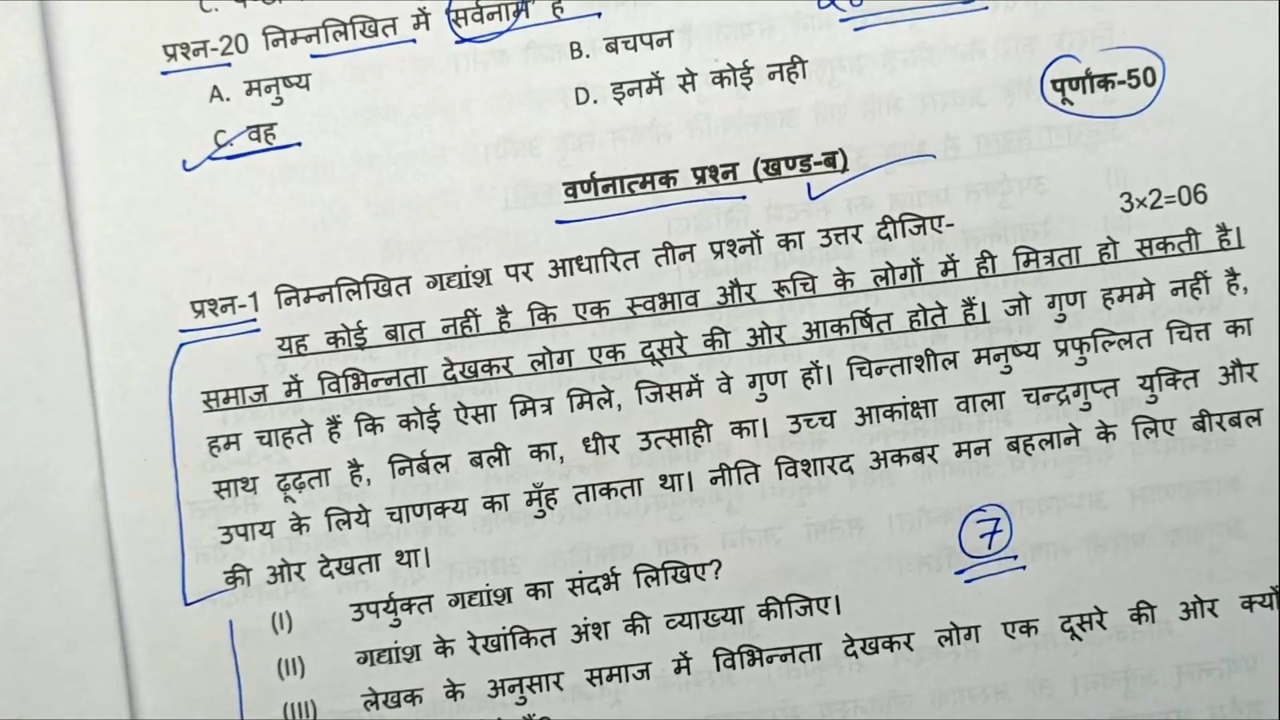 प्रश्न-20 निम्नलिखित में सर्वनाम है
A. मनुष्य
B. बचपन
C. वह
D. इनमें से कोई नही
पूर्णांक-50
वर्णनात्मक प्रश्न (खण्ड-ब)
3×2=06
प्रश्न-1 निम्नलिखित गद्यांश पर आधारित तीन प्रश्नों का उत्तर दीजिए-
यह कोई बात नहीं है कि एक स्वभाव और रूचि के लोगों में ही मित्रता हो सकती है।
समाज में विभिन्नता देखकर लोग एक दूसरे की ओर आकर्षित होते हैं। जो गुण हममे नहीं है,
हम चाहते हैं कि कोई ऐसा मित्र मिले, जिसमें वे गुण हों। चिन्ताशील मनुष्य प्रफुल्लित चित्त का
साथ ढूढ़ता है, निर्बल बली का, धीर उत्साही का। उच्च आकांक्षा वाला चन्द्रगुप्त युक्ति और
उपाय के लिये चाणक्य का मुँह ताकता था। नीति विशारद अकबर मन बहलाने के लिए बीरबल
की ओर देखता था।
7
(I) उपर्युक्त गद्यांश का संदर्भ लिखिए?
(II) गद्यांश के रेखांकित अंश की व्याख्या कीजिए।
(III) लेखक के अनुसार समाज में विभिन्नता देखकर लोग एक दूसरे की ओर क्यों